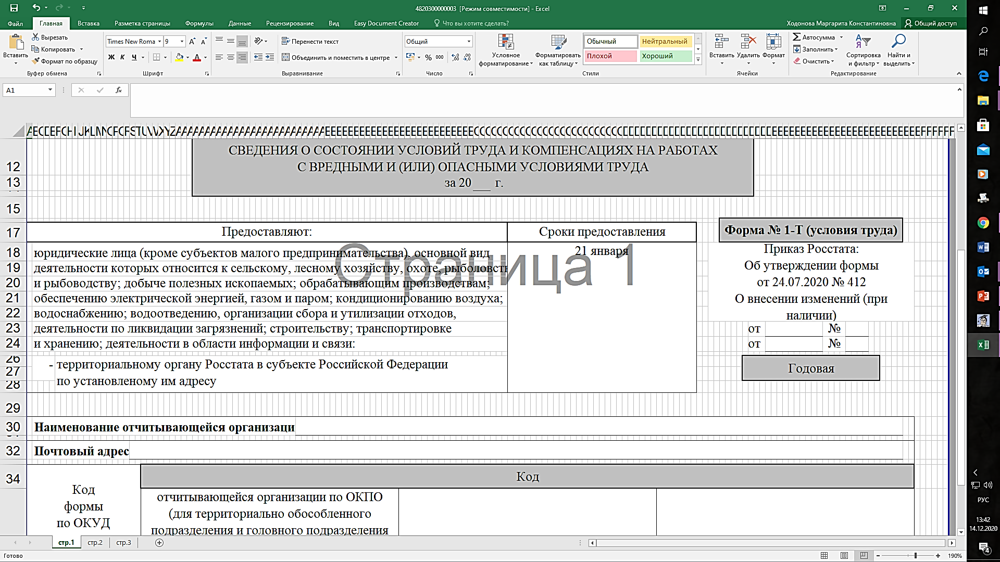 4820300000003 [Режим совместимости] - Excel
Файл
Главная
Вставка
Разметка страницы
Формулы
Данные
Рецензирование
Вид
Easy Document Creator
Что вы хотите сделать?
Ходонова Маргарита Константиновна
Общий доступ
Вставить
Вырезать
Копировать
Формат по образцу
Буфер обмена
Times New Roma
9
Ж К Ч
Шрифт
Перенести текст
Объединить и поместить в центре
Выравнивание
Общий
% 000
Число
Условное форматирование
Форматировать как таблицу
Обычный
Нейтральный
Плохой
Хороший
Стили
Вставить
Удалить
Формат
Ячейки
Автосумма
Заполнить
Очистить
Сортировка и фильтр
Найти и выделить
Редактирование
A1
fx
12
СВЕДЕНИЯ О СОСТОЯНИИ УСЛОВИЙ ТРУДА И КОМПЕНСАЦИЯХ НА РАБОТАХ
С ВРЕДНЫМИ И (ИЛИ) ОПАСНЫМИ УСЛОВИЯМИ ТРУДА
13
за 20 ___ г.
15
17
Предоставляют:
Сроки предоставления
Форма № 1-Т (условия труда)
Страница 1
18
юридические лица (кроме субъектов малого предпринимательства), основной вид
21 января
19
деятельности которых относится к сельскому, лесному хозяйству, охоте, рыболовст
20
и рыбоводству; добыче полезных ископаемых; обрабатывающим производствам;
21
обеспечению электрической энергией, газом и паром; кондиционированию воздуха;
22
водоснабжению; водоотведению, организации сбора и утилизации отходов,
23
деятельности по ликвидации загрязнений; строительству; транспортировке
24
и хранению; деятельности в области информации и связи:
26
- территориальному органу Росстата в субъекте Российской Федерации
27
по установленому им адресу
28
Приказ Росстата:
Об утверждении формы
от 24.07.2020 № 412
О внесении изменений (при
наличии)
от № 
от № 
Годовая
29
30
Наименование отчитывающейся организаци
32
Почтовый адрес
34
Код
формы
по ОКУД
Код
отчитывающейся организации по ОКПО
(для территориально обособленного
подразделения и головного подразделения
стр.1
стр.2
стр.3
Готово
190%
РУС
13:42
14.12.2020
4